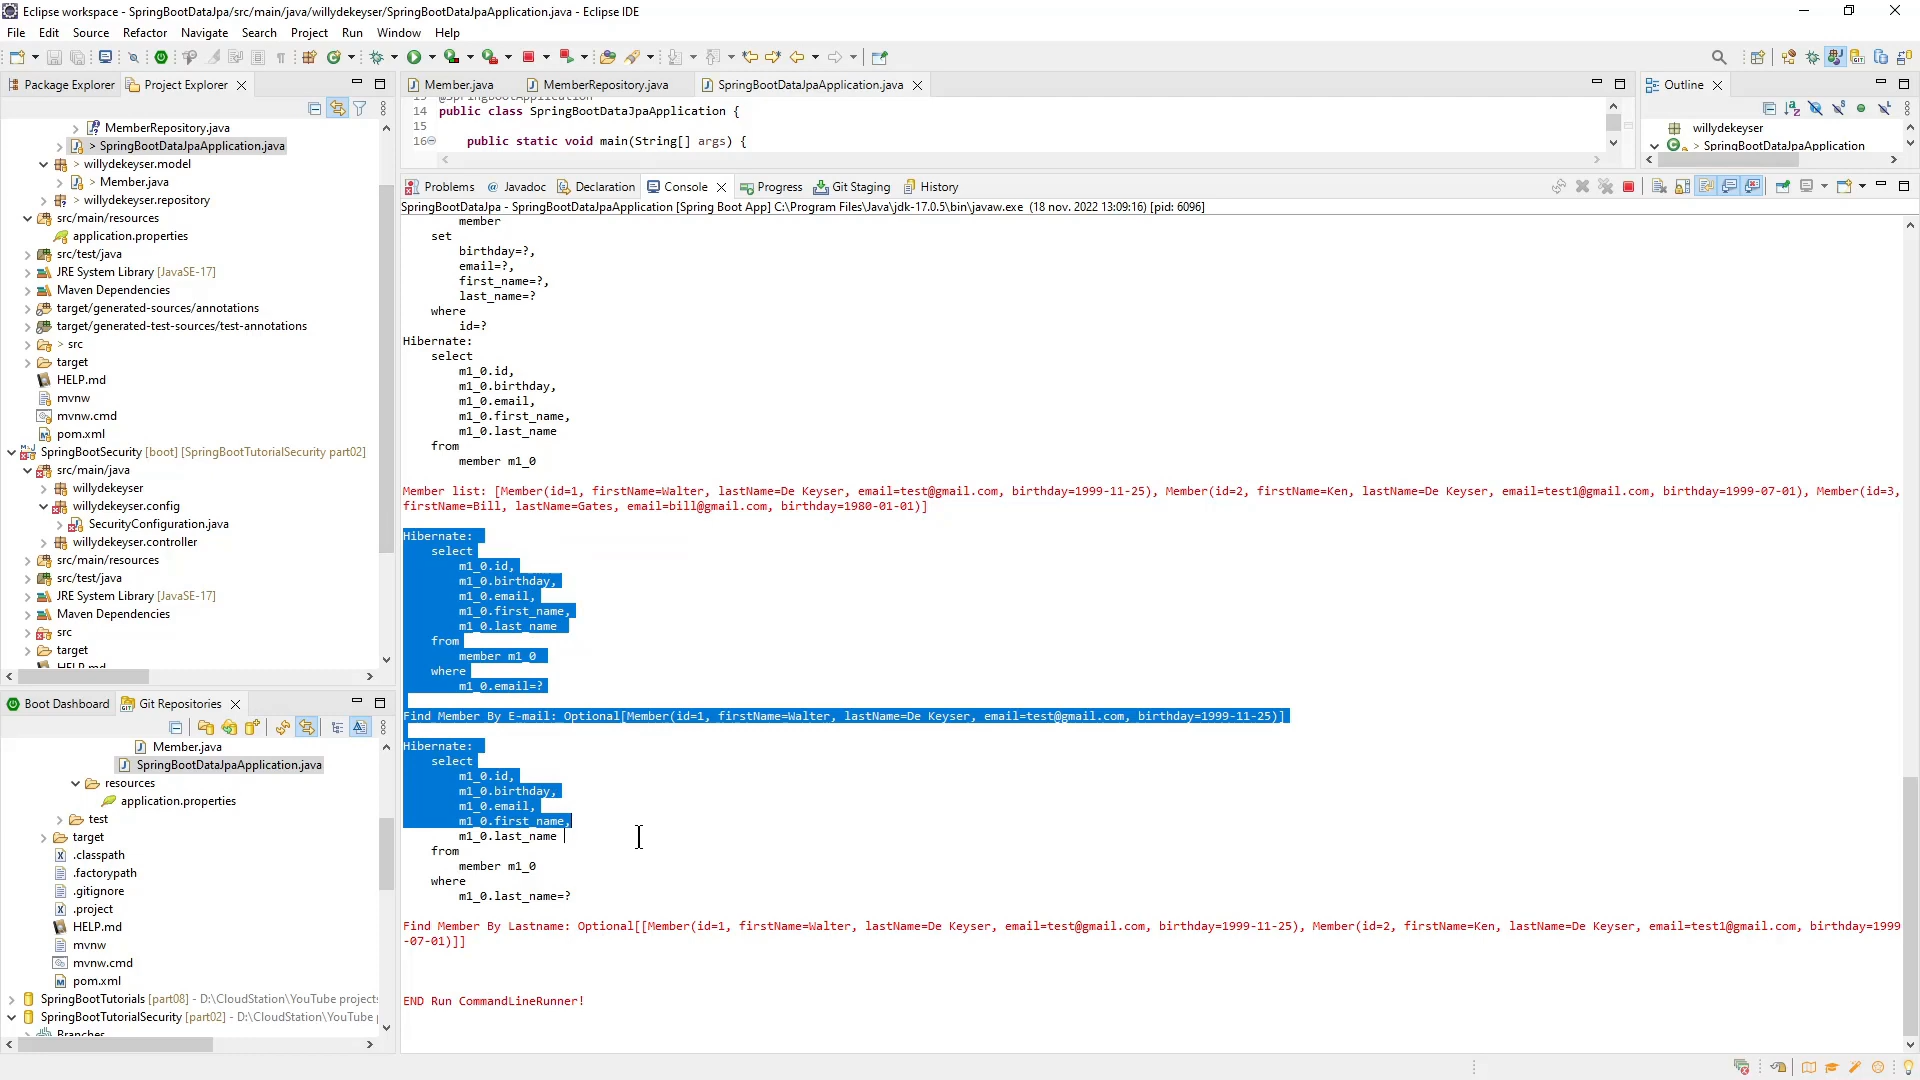 Eclipse workspace - SpringBootDataJpa/src/main/java/willydekeyser/SpringBootDataJpaApplication.java - Eclipse IDE
File Edit Source Refactor Navigate Search Project Run Window Help
Package Explorer Project Explorer
MemberRepository.java
> SpringBootDataJpaApplication.java
> willydekeyser.model
> Member.java
> willydekeyser.repository
src/main/resources
application.properties
src/test/java
JRE System Library [JavaSE-17]
Maven Dependencies
target/generated-sources/annotations
target/generated-test-sources/test-annotations
> src
target
HELP.md
mvnw
mvnw.cmd
pom.xml
SpringBootSecurity [boot] [SpringBootTutorialSecurity part02]
src/main/java
willydekeyser
willydekeyser.config
SecurityConfiguration.java
willydekeyser.controller
src/main/resources
src/test/java
JRE System Library [JavaSE-17]
Maven Dependencies
src
target
HELP.md
Boot Dashboard Git Repositories
Member.java
SpringBootDataJpaApplication.java
resources
application.properties
test
target
.classpath
.factorypath
.gitignore
.project
HELP.md
mvnw
mvnw.cmd
pom.xml
SpringBootTutorials [part08] - D:\CloudStation\YouTube projects
SpringBootTutorialSecurity [part02] - D:\CloudStation\YouTube p
Branches
Member.java MemberRepository.java SpringBootDataJpaApplication.java
13 @SpringBootApplication
14 public class SpringBootDataJpaApplication {
15
16 public static void main(String[] args) {
Outline
willydekeyser
> SpringBootDataJpaApplication
Problems Javadoc Declaration Console Progress Git Staging History
SpringBootDataJpa - SpringBootDataJpaApplication [Spring Boot App] C:\Program Files\Java\jdk-17.0.5\bin\javaw.exe (18 nov. 2022 13:09:16) [pid: 6096]
member
set
birthday=?,
email=?,
first_name=?,
last_name=?
where
id=?
Hibernate:
select
m1_0.id,
m1_0.birthday,
m1_0.email,
m1_0.first_name,
m1_0.last_name
from
member m1_0
Member list: [Member(id=1, firstName=Walter, lastName=De Keyser, email=test@gmail.com, birthday=1999-11-25), Member(id=2, firstName=Ken, lastName=De Keyser, email=test1@gmail.com, birthday=1999-07-01), Member(id=3,
firstName=Bill, lastName=Gates, email=bill@gmail.com, birthday=1980-01-01)]
Hibernate:
select
m1_0.id,
m1_0.birthday,
m1_0.email,
m1_0.first_name,
m1_0.last_name
from
member m1_0
where
m1_0.email=?
Find Member By E-mail: Optional[Member(id=1, firstName=Walter, lastName=De Keyser, email=test@gmail.com, birthday=1999-11-25)]
Hibernate:
select
m1_0.id,
m1_0.birthday,
m1_0.email,
m1_0.first_name,
m1_0.last_name
from
member m1_0
where
m1_0.last_name=?
Find Member By Lastname: Optional[[Member(id=1, firstName=Walter, lastName=De Keyser, email=test@gmail.com, birthday=1999-11-25), Member(id=2, firstName=Ken, lastName=De Keyser, email=test1@gmail.com, birthday=1999
-07-01)]]
END Run CommandLineRunner!